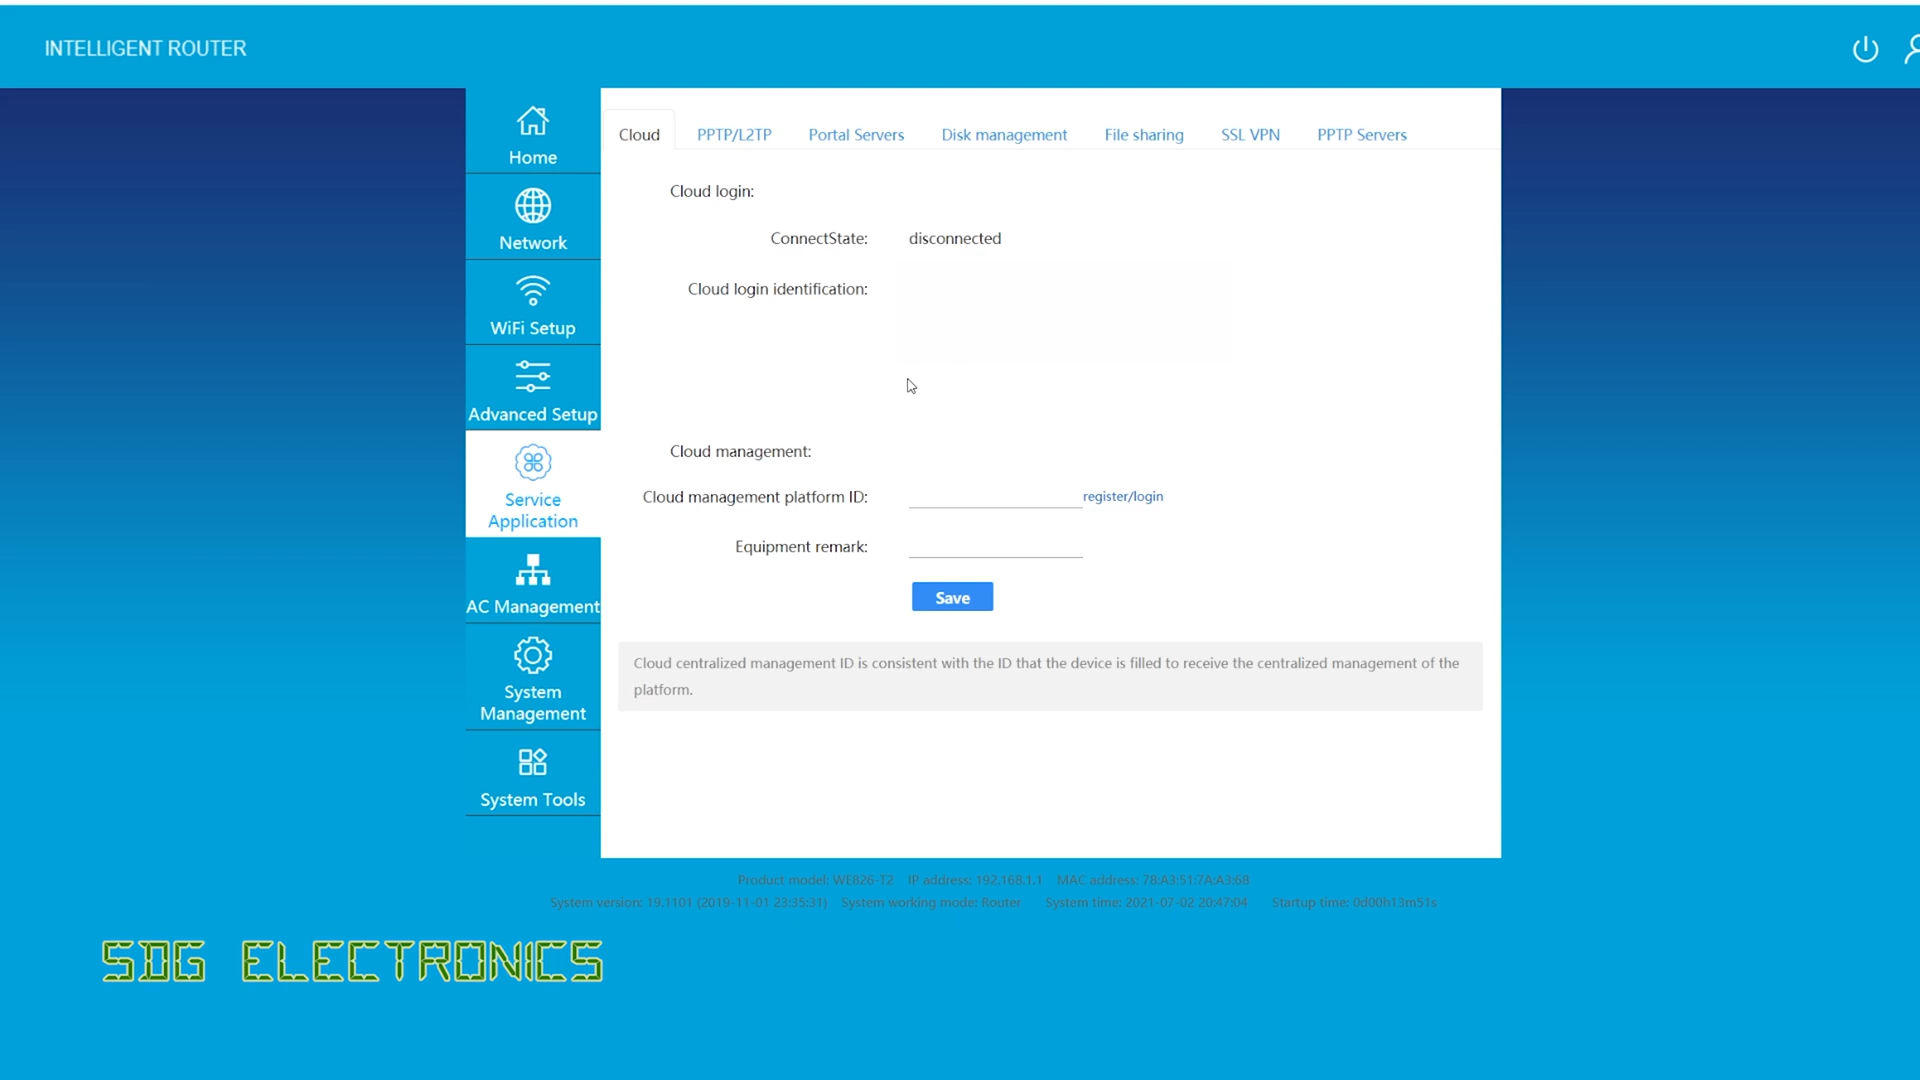 INTELLIGENT ROUTER
Home
Network
WiFi Setup
Advanced Setup
Service
Application
AC Management
System
Management
System Tools
Cloud PPTP/L2TP Portal Servers Disk management File sharing SSL VPN PPTP Servers
Cloud login:
ConnectState: disconnected
Cloud login identification:
Cloud management:
Cloud management platform ID: register/login
Equipment remark:
Save
Cloud centralized management ID is consistent with the ID that the device is filled to receive the centralized management of the
platform.
Product model: WE826-T2 IP address: 192.168.1.1 MAC address: 78:A3:51:7A:A3:68
System version: 19.1101 (2019-11-01 23:35:31) System working mode: Router System time: 2021-07-02 20:47:04 Startup time: 0d00h13m51s
SDG ELECTRONICS